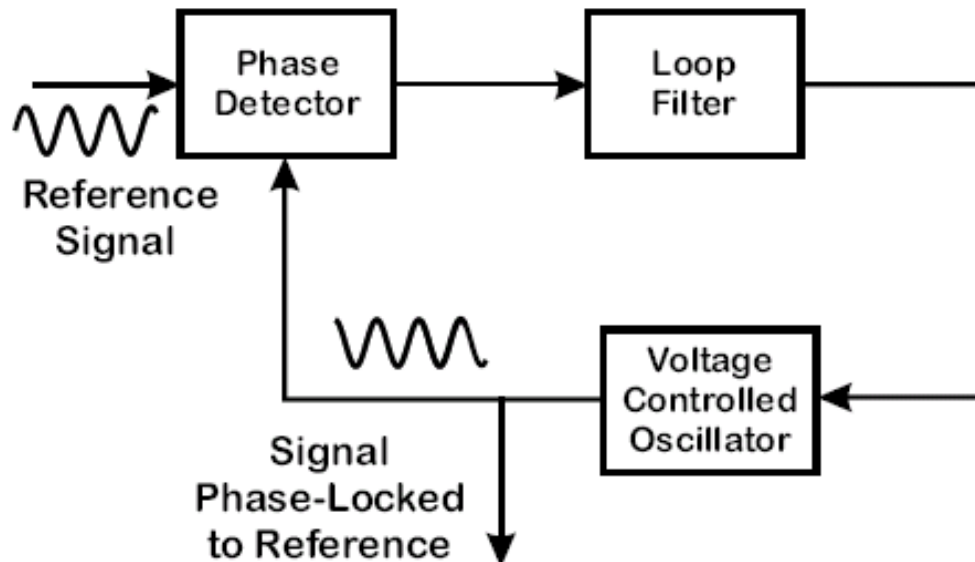 Phase
Detector
Loop
Filter
Reference
Signal
Voltage
Controlled
Oscillator
Signal
Phase-Locked
to Reference